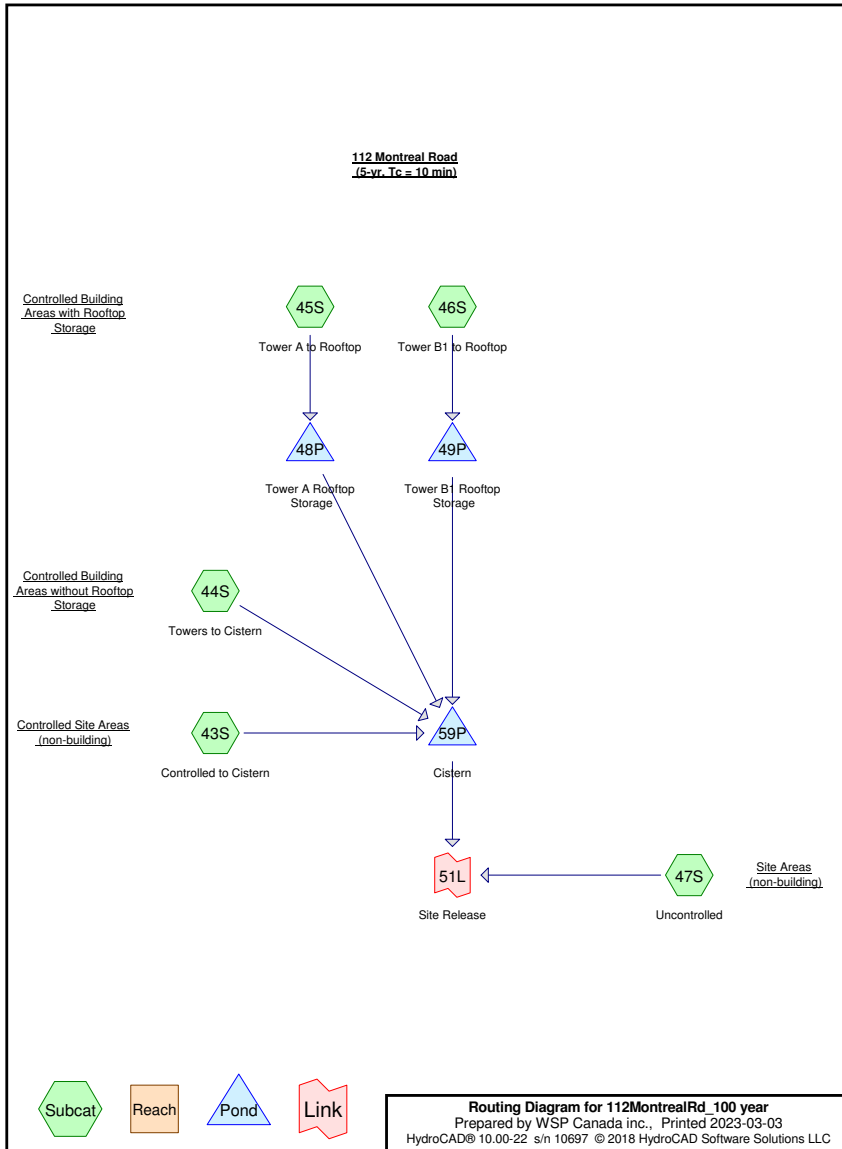 112 Montreal Road
(5-yr, Tc = 10 min)
Controlled Building
Areas with Rooftop
Storage
45S
Tower A to Rooftop
46S
Tower B1 to Rooftop
48P
Tower A Rooftop
Storage
49P
Tower B1 Rooftop
Storage
Controlled Building
Areas without Rooftop
Storage
44S
Towers to Cistern
Controlled Site Areas
(non-building)
43S
Controlled to Cistern
59P
Cistern
51L
Site Release
47S
Uncontrolled
Site Areas
(non-building)
Subcat
Reach
Pond
Link
Routing Diagram for 112MontrealRd_100 year
Prepared by WSP Canada inc., Printed 2023-03-03
HydroCAD® 10.00-22 s/n 10697 © 2018 HydroCAD Software Solutions LLC